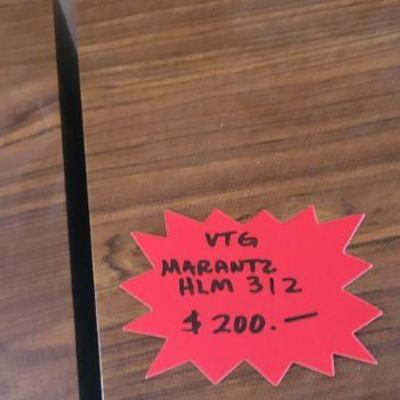 VTG
MARANTZ
HLM 312
$200.—